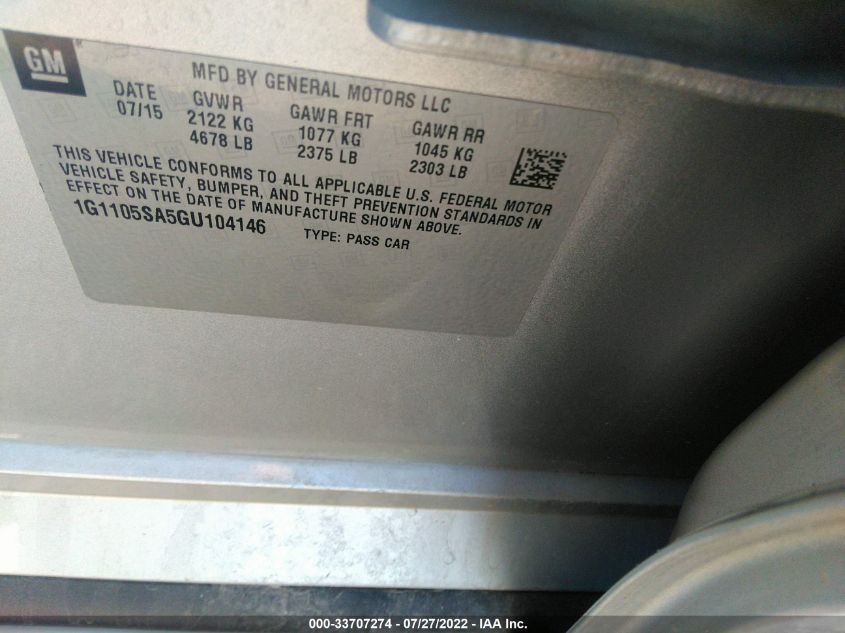 GM
MFD BY GENERAL MOTORS LLC
DATE GVWR GAWR FRT GAWR RR
07/15 2122 KG 1077 KG 1045 KG
4678 LB 2375 LB 2303 LB
THIS VEHICLE CONFORMS TO ALL APPLICABLE U.S. FEDERAL MOTOR
VEHICLE SAFETY, BUMPER, AND THEFT PREVENTION STANDARDS IN
EFFECT ON THE DATE OF MANUFACTURE SHOWN ABOVE.
1G1105SA5GU104146 TYPE: PASS CAR
000-33707274 / 07/27/2022 - IAA Inc.